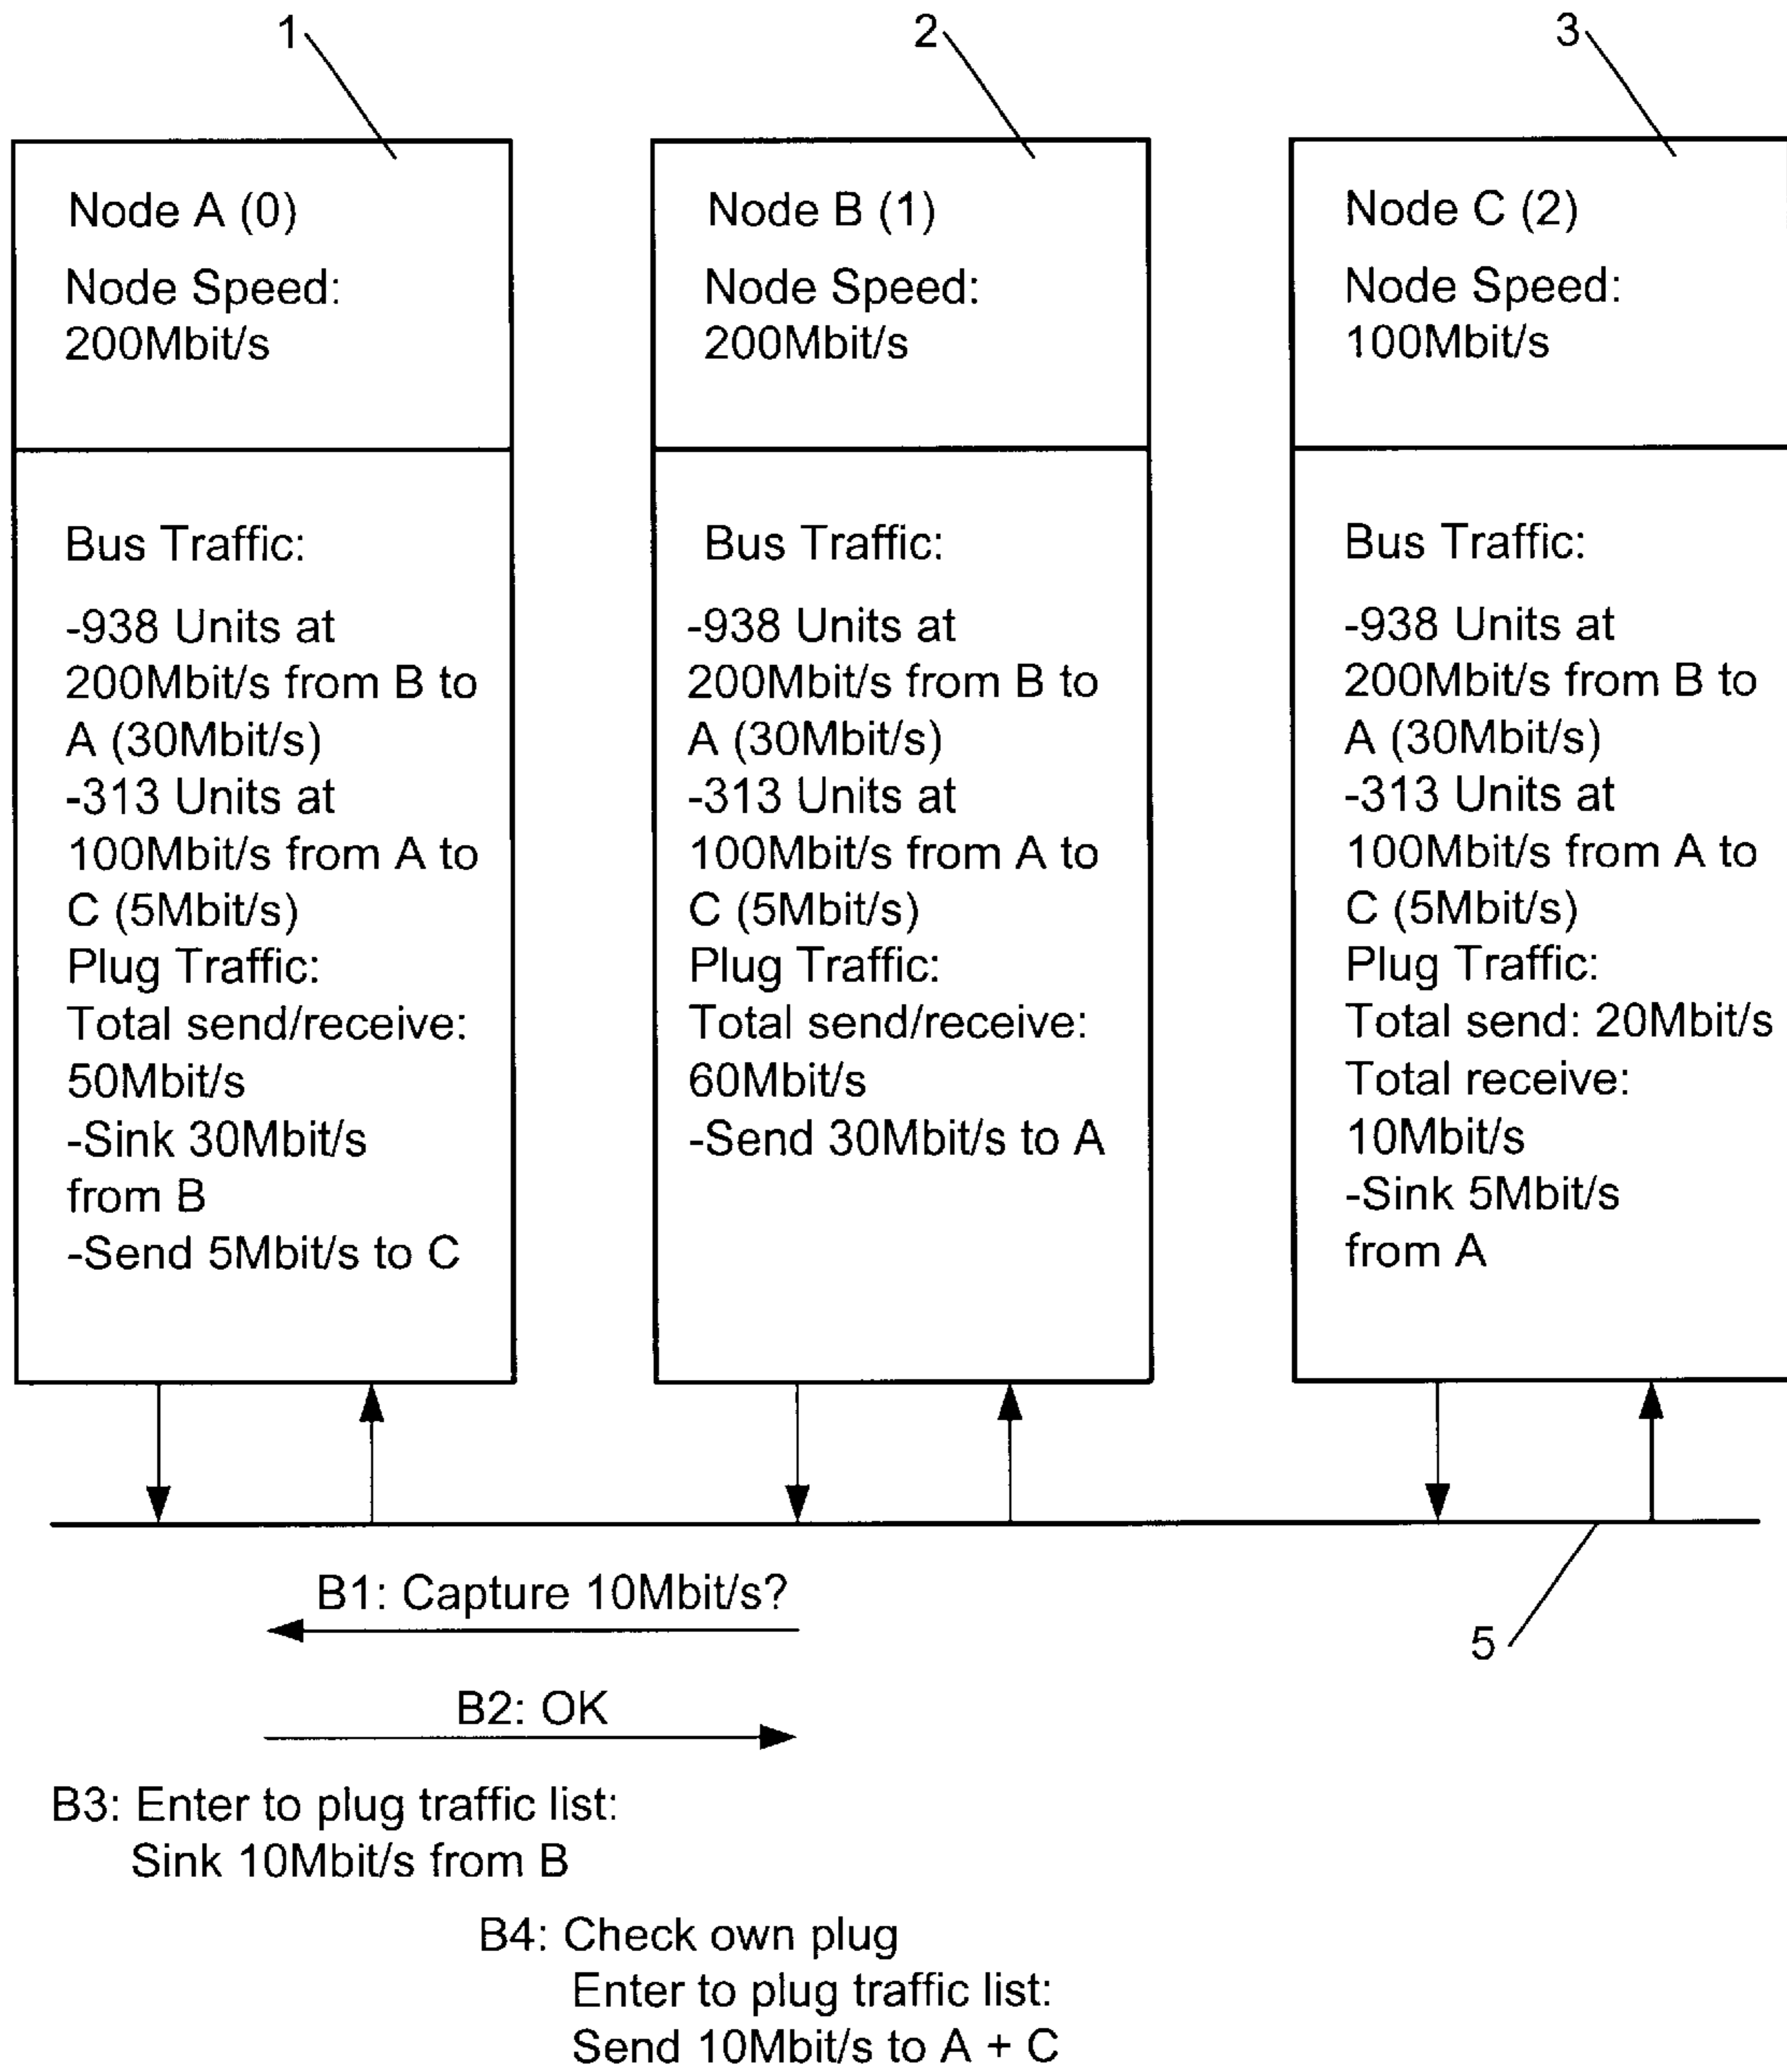 1
2
3
Node A (0)
Node Speed:
200Mbit/s
Bus Traffic:
-938 Units at
200Mbit/s from B to
A (30Mbit/s)
-313 Units at
100Mbit/s from A to
C (5Mbit/s)
Plug Traffic:
Total send/receive:
50Mbit/s
-Sink 30Mbit/s
from B
-Send 5Mbit/s to C
Node B (1)
Node Speed:
200Mbit/s
Bus Traffic:
-938 Units at
200Mbit/s from B to
A (30Mbit/s)
-313 Units at
100Mbit/s from A to
C (5Mbit/s)
Plug Traffic:
Total send/receive:
60Mbit/s
-Send 30Mbit/s to A
Node C (2)
Node Speed:
100Mbit/s
Bus Traffic:
-938 Units at
200Mbit/s from B to
A (30Mbit/s)
-313 Units at
100Mbit/s from A to
C (5Mbit/s)
Plug Traffic:
Total send: 20Mbit/s
Total receive:
10Mbit/s
-Sink 5Mbit/s
from A
B1: Capture 10Mbit/s?
5
B2: OK
B3: Enter to plug traffic list:
Sink 10Mbit/s from B
B4: Check own plug
Enter to plug traffic list:
Send 10Mbit/s to A + C